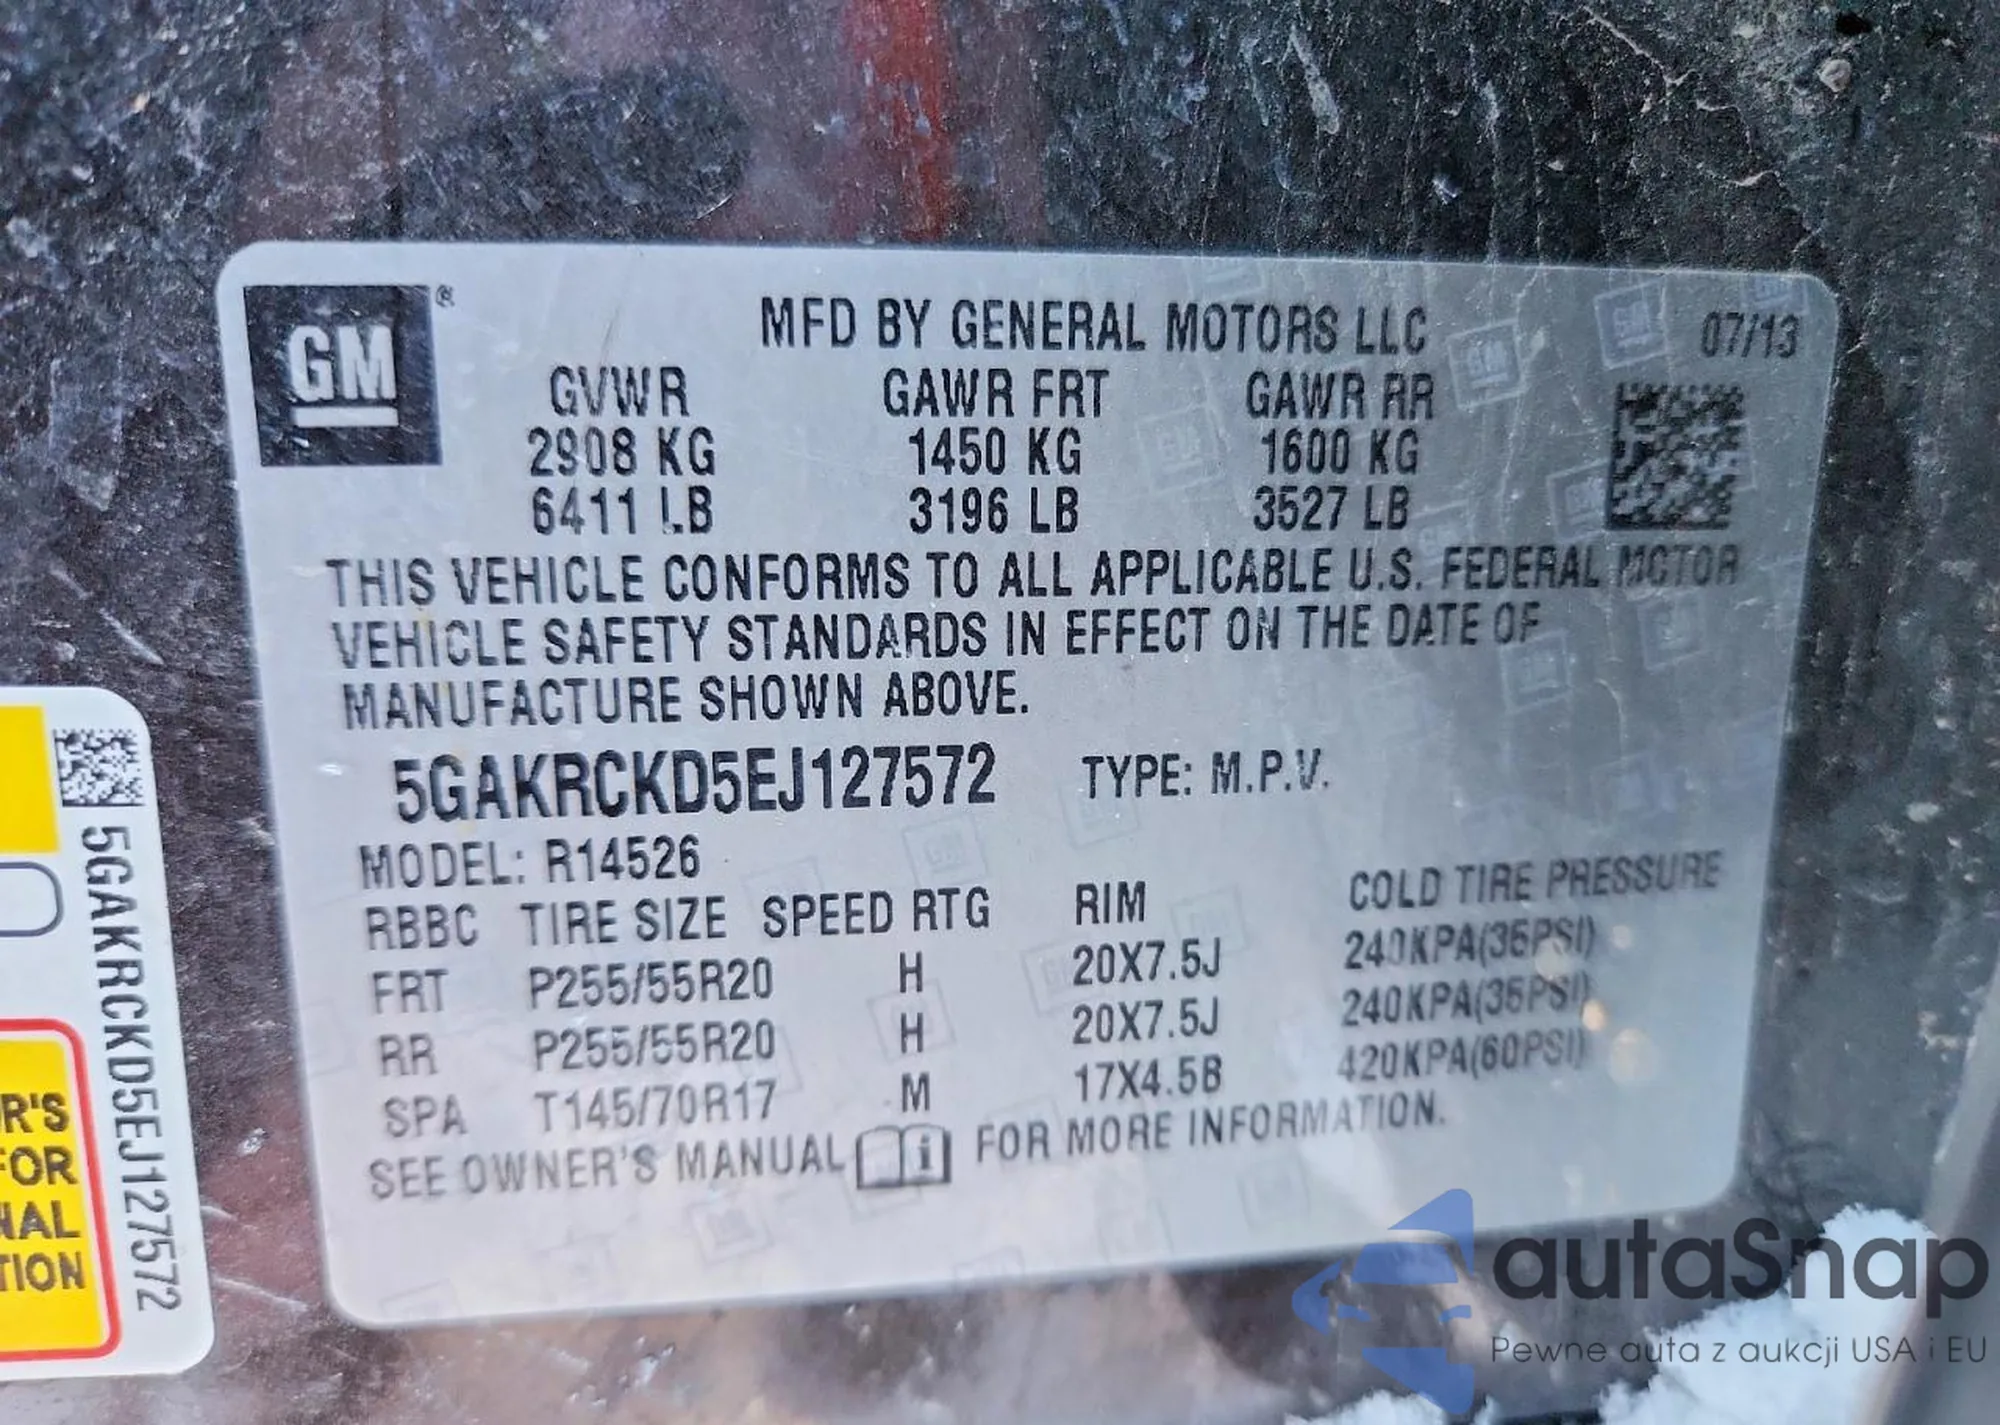 GM®
MFD BY GENERAL MOTORS LLC 07/13
GVWR GAWR FRT GAWR RR
2908 KG 1450 KG 1600 KG
6411 LB 3196 LB 3527 LB
THIS VEHICLE CONFORMS TO ALL APPLICABLE U.S. FEDERAL MOTOR
VEHICLE SAFETY STANDARDS IN EFFECT ON THE DATE OF
MANUFACTURE SHOWN ABOVE.
5GAKRCKD5EJ127572 TYPE: M.P.V.
MODEL: R14526
RBBC TIRE SIZE SPEED RTG RIM COLD TIRE PRESSURE
FRT P255/55R20 H 20X7.5J 240KPA(35PSI)
RR P255/55R20 H 20X7.5J 240KPA(35PSI)
SPA T145/70R17 M 17X4.5B 420KPA(60PSI)
SEE OWNER'S MANUAL i FOR MORE INFORMATION.
5GAKRCKD5EJ127572
R'S
FOR
NAL
TION
autaSnap
Pewne auta z aukcji USA i EU